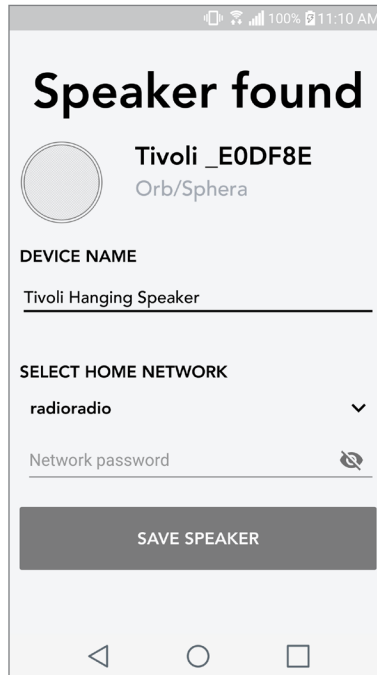 100% 11:10 AM
Speaker found
Tivoli _E0DF8E
Orb/Sphera
DEVICE NAME
Tivoli Hanging Speaker
SELECT HOME NETWORK
radioradio
Network password
SAVE SPEAKER